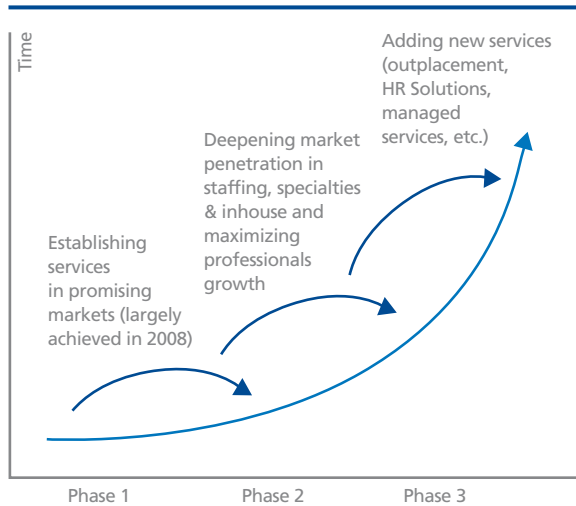 Time
Adding new services
(outplacement,
HR Solutions,
managed
services, etc.)
Deepening market
penetration in
staffing, specialties
& inhouse and
maximizing
professionals
growth
Establishing
services
in promising
markets (largely
achieved in 2008)
Phase 1
Phase 2
Phase 3